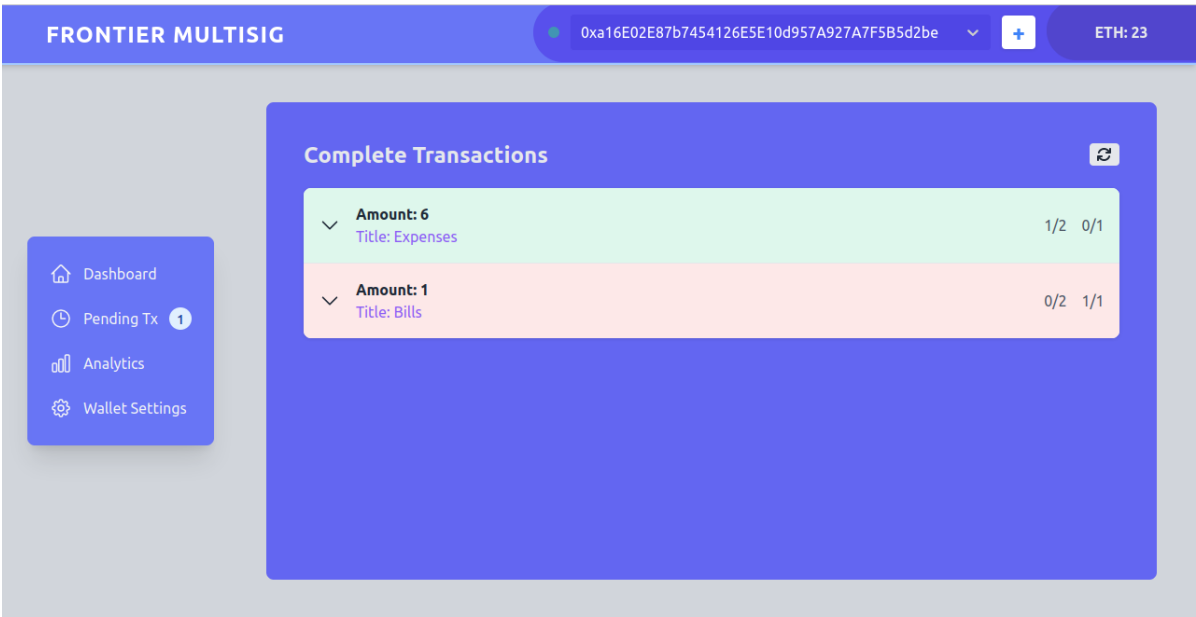 FRONTIER MULTISIG
0xa16E02E87b7454126E5E10d957A927A7F5B5d2be
+
ETH: 23
Complete Transactions
Amount: 6
Title: Expenses
1/2 0/1
Amount: 1
Title: Bills
0/2 1/1
Dashboard
Pending Tx 1
Analytics
Wallet Settings